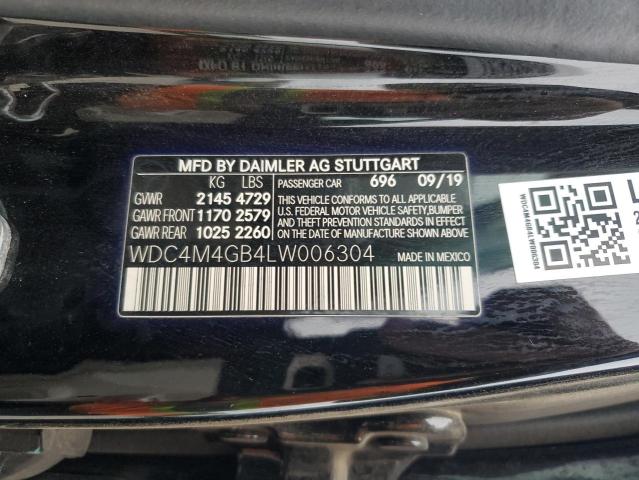 MFD BY DAIMLER AG STUTTGART
KG LBS
GVWR 2145 4729
GAWR FRONT 1170 2579
GAWR REAR 1025 2260
PASSENGER CAR 696 09/19
THIS VEHICLE CONFORMS TO ALL APPLICABLE
U.S. FEDERAL MOTOR VEHICLE SAFETY, BUMPER
AND THEFT PREVENTION STANDARDS IN EFFECT
ON THE DATE OF MANUFACTURE SHOWN ABOVE
WDC4M4GB4LW006304 MADE IN MEXICO
WDC4M4GB4LW006304